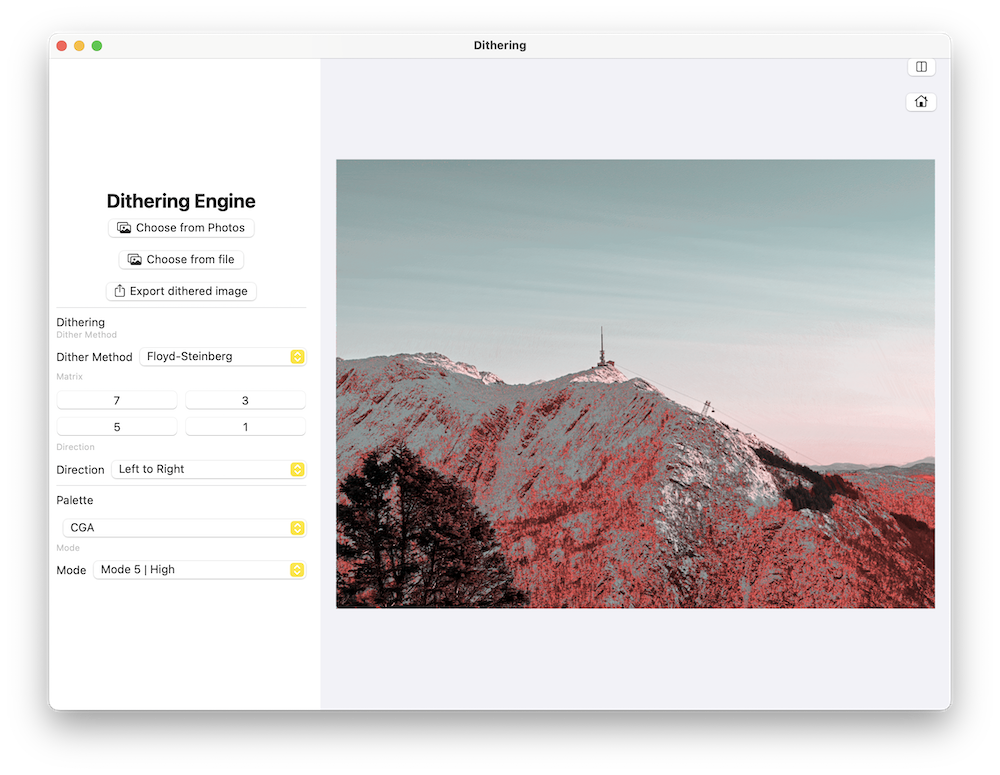 Dithering
Dithering Engine
Choose from Photos
Choose from file
Export dithered image
Dithering
Dither Method
Dither Method Floyd-Steinberg
Matrix
7 3
5 1
Direction
Direction Left to Right
Palette
CGA
Mode
Mode Mode 5 | High